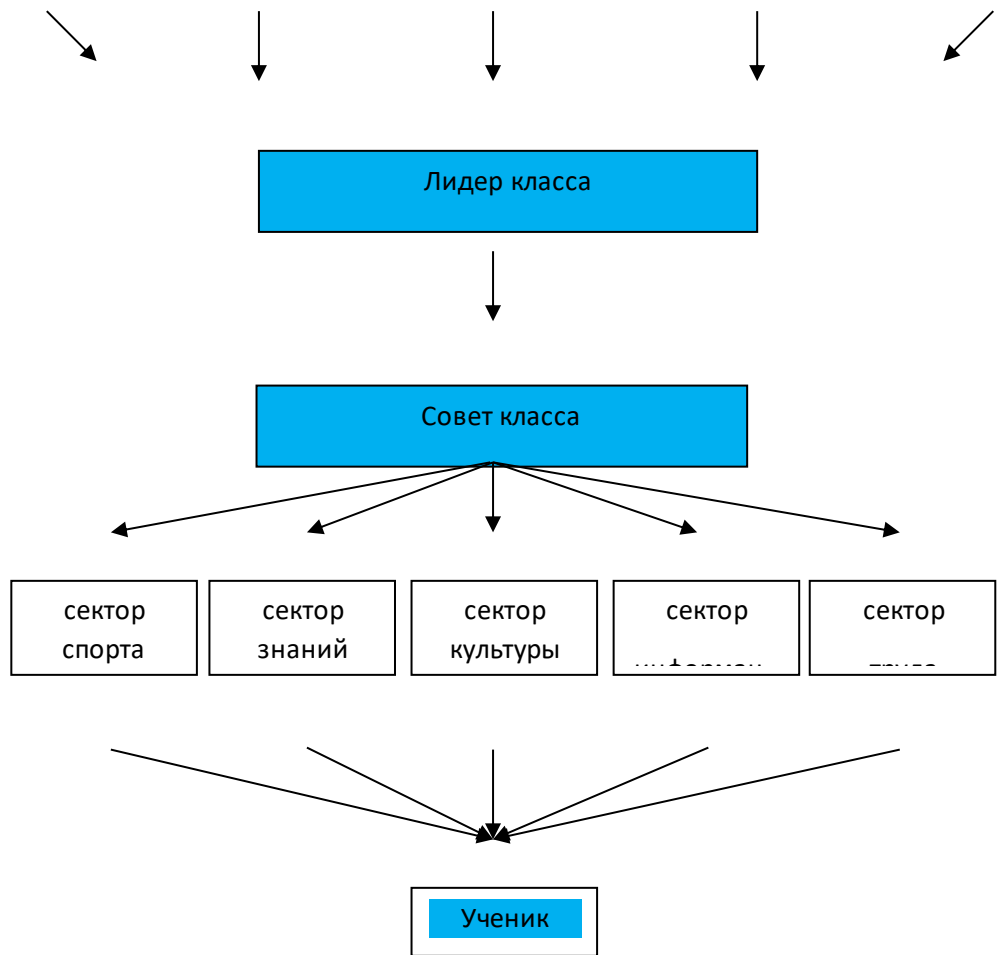 Лидер класса
Совет класса
сектор
спорта
сектор
знаний
сектор
культуры
сектор
сектор
Ученик